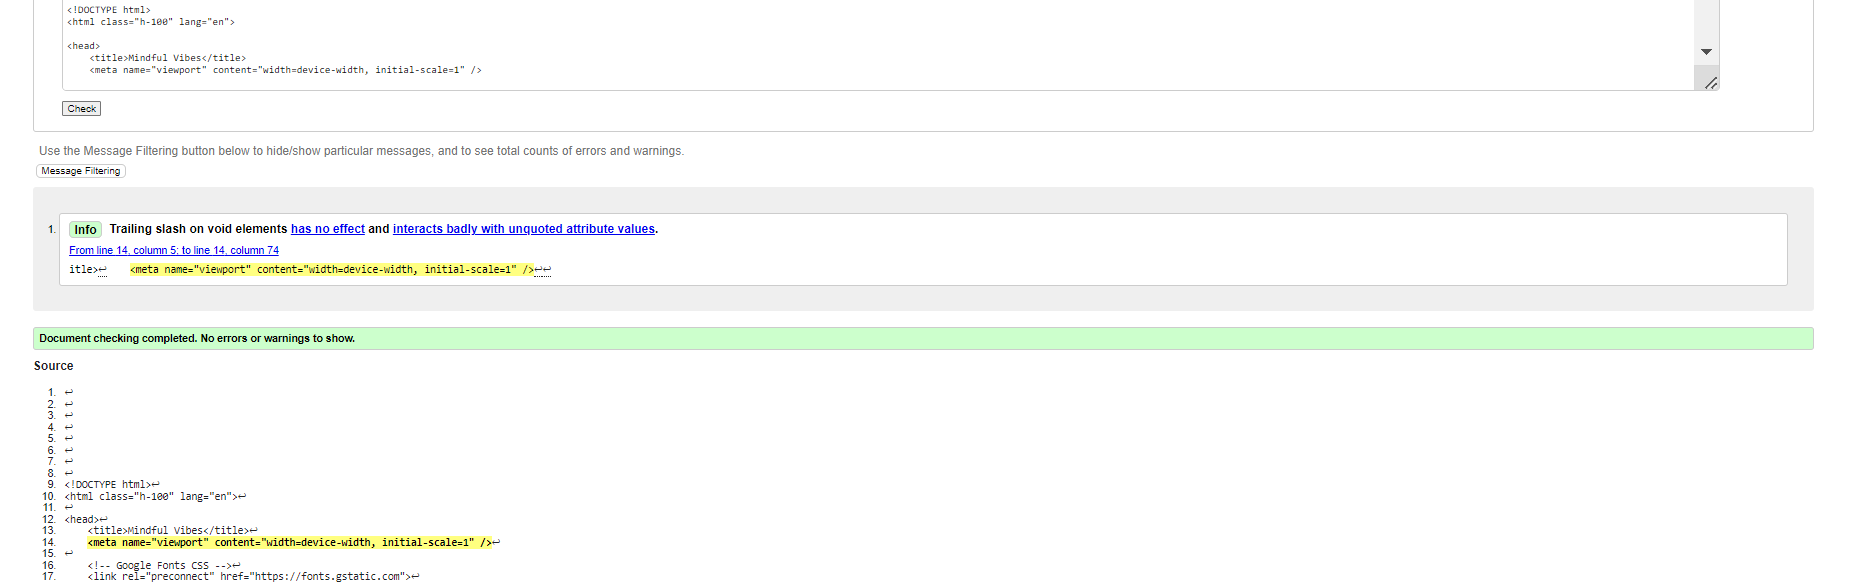 <!DOCTYPE html>
<html class="h-100" lang="en">
<head>
<title>Mindful Vibes</title>
<meta name="viewport" content="width=device-width, initial-scale=1" />
Check
Use the Message Filtering button below to hide/show particular messages, and to see total counts of errors and warnings.
Message Filtering
1. Info Trailing slash on void elements has no effect and interacts badly with unquoted attribute values.
From line 14, column 5; to line 14, column 74
itle>↩ <meta name="viewport" content="width=device-width, initial-scale=1" />↩↩
Document checking completed. No errors or warnings to show.
Source
1. ↩
2. ↩
3. ↩
4. ↩
5. ↩
6. ↩
7. ↩
8. ↩
9. <!DOCTYPE html>↩
10. <html class="h-100" lang="en">↩
11. ↩
12. <head>↩
13. <title>Mindful Vibes</title>↩
14. <meta name="viewport" content="width=device-width, initial-scale=1" />↩
15. ↩
16. <!-- Google Fonts CSS -->↩
17. <link rel="preconnect" href="https://fonts.gstatic.com">↩